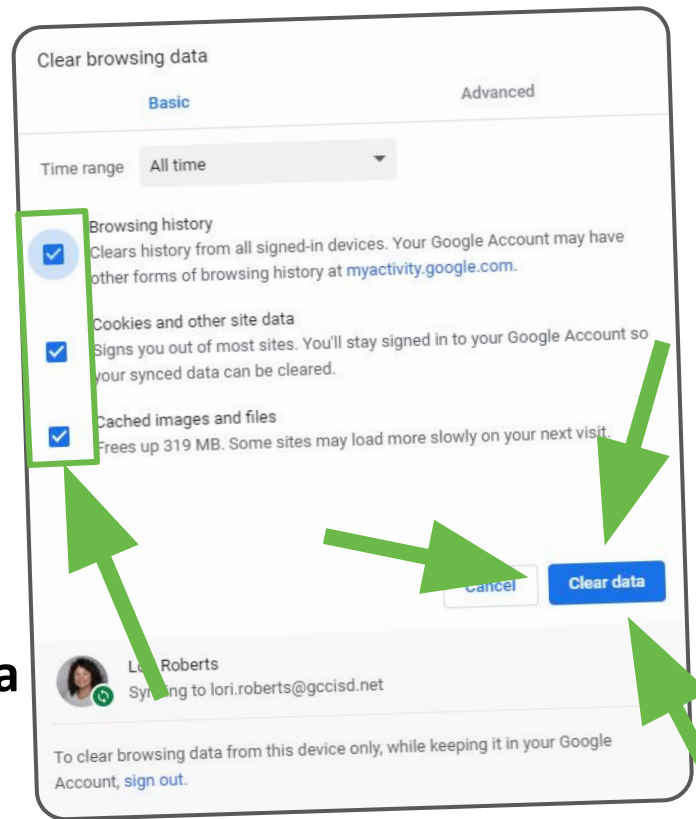 Clear browsing data
Basic
Advanced
Time range
All time
Browsing history
Clears history from all signed-in devices. Your Google Account may have
other forms of browsing history at myactivity.google.com.
Cookies and other site data
Signs you out of most sites. You'll stay signed in to your Google Account so
your synced data can be cleared.
Cached images and files
Frees up 319 MB. Some sites may load more slowly on your next visit.
Cancel
Clear data
a
Roberts
Syncing to lori.roberts@gccisd.net
To clear browsing data from this device only, while keeping it in your Google
Account, sign out.